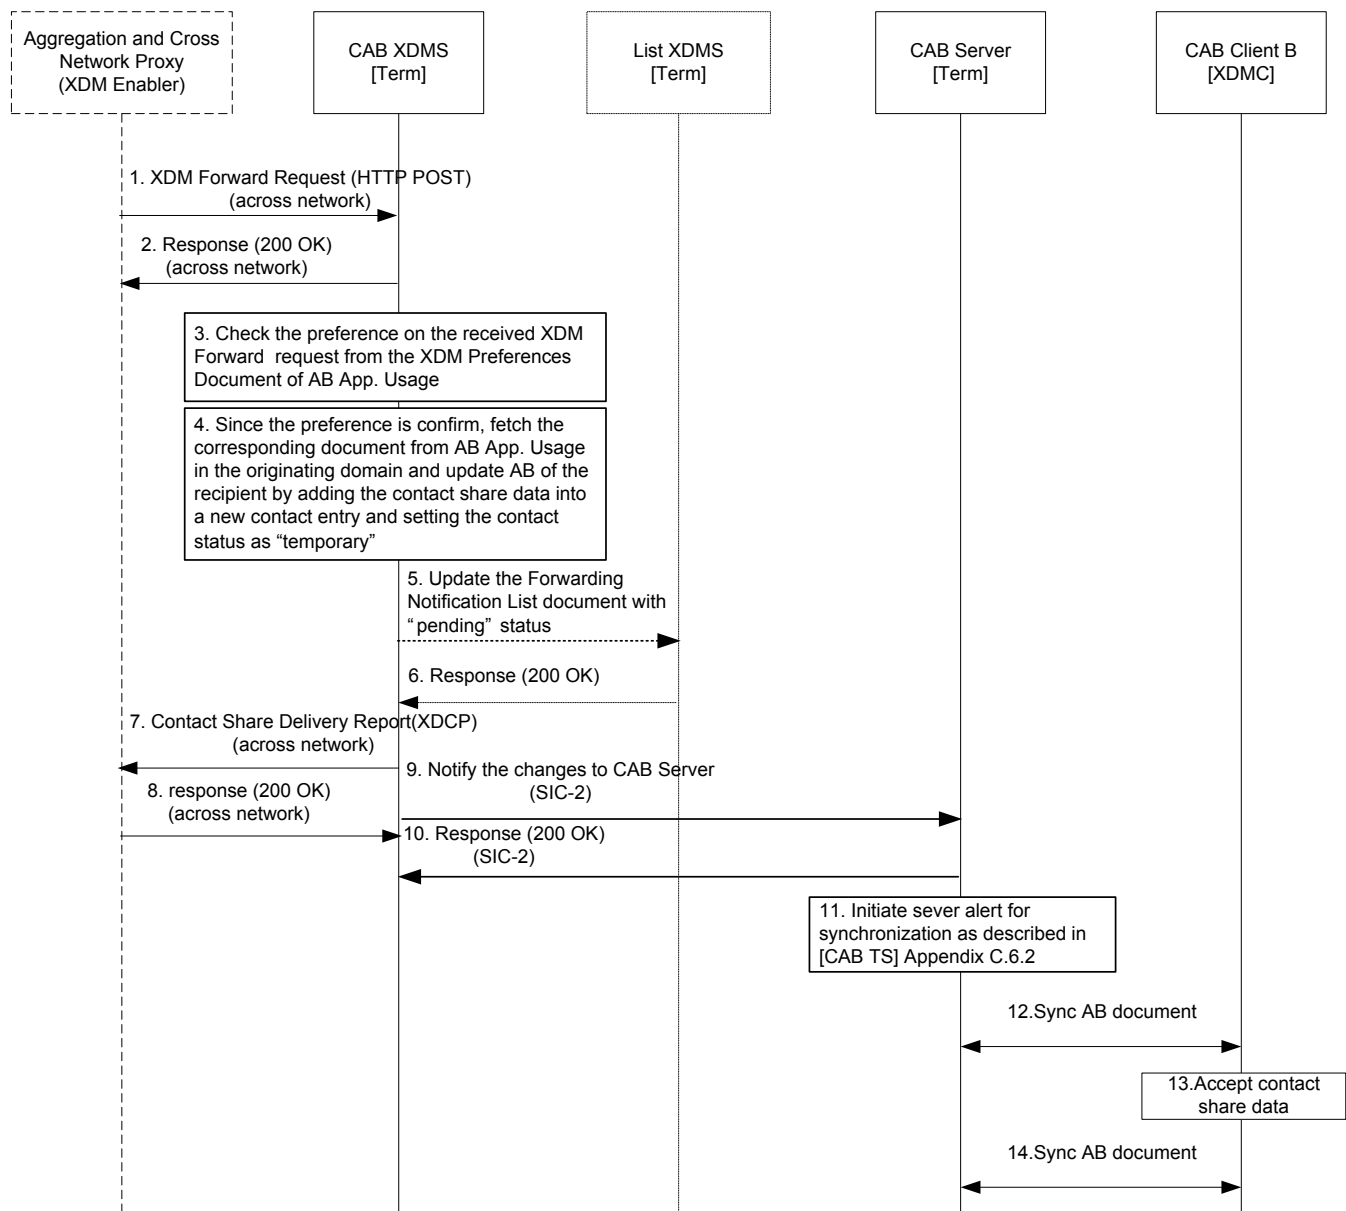 Aggregation and Cross
Network Proxy
(XDM Enabler)
CAB XDMS
[Term]
List XDMS
[Term]
CAB Server
[Term]
CAB Client B
[XDMC]
1. XDM Forward Request (HTTP POST)
(across network)
2. Response (200 OK)
(across network)
3. Check the preference on the received XDM
Forward request from the XDM Preferences
Document of AB App. Usage
4. Since the preference is confirm, fetch the
corresponding document from AB App. Usage
in the originating domain and update AB of the
recipient by adding the contact share data into
a new contact entry and setting the contact
status as “temporary”
5. Update the Forwarding
Notification List document with
“pending” status
6. Response (200 OK)
7. Contact Share Delivery Report(XDCP)
(across network)
8. response (200 OK)
(across network)
9. Notify the changes to CAB Server
(SIC-2)
10. Response (200 OK)
(SIC-2)
11. Initiate sever alert for
synchronization as described in
[CAB TS] Appendix C.6.2
12.Sync AB document
13.Accept contact
share data
14.Sync AB document